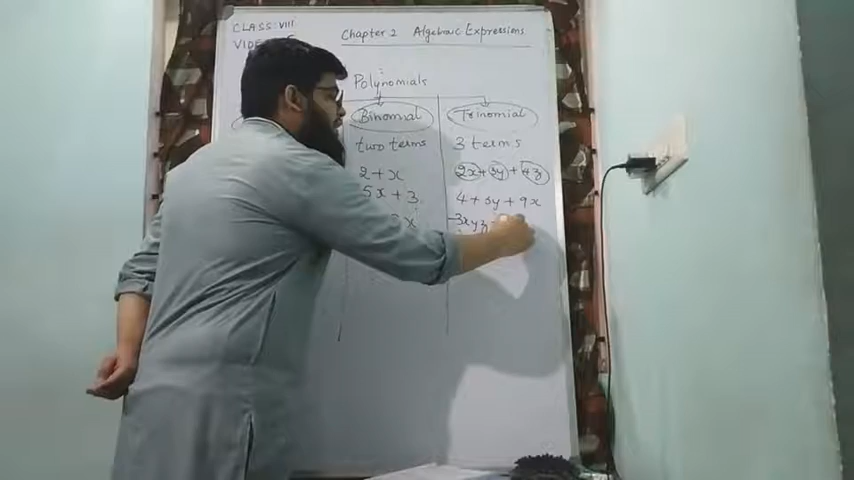 CLASS: VIII
Chapter 2 Algebraic Expressions
Polynomials
Binomial
Trinomial
two terms
3 terms
2 + x
2x + 3y + 4z
5x + 3
4 + 5y + 9x
-3xyz